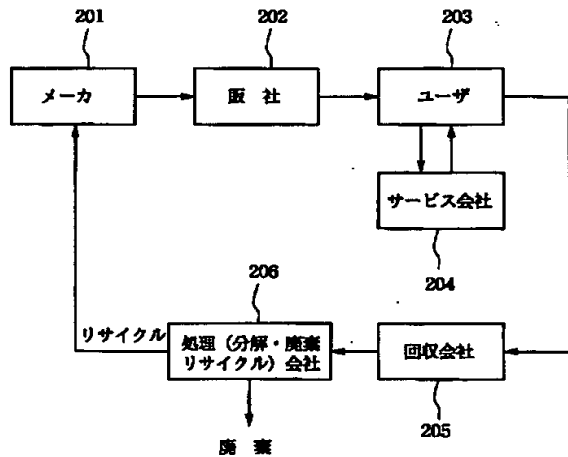 201
202
203
メーカ
販 社
ユーザ
サービス会社
204
206
リサイクル
処理(分解・廃棄
リサイクル)会社
回収会社
205
廃 棄